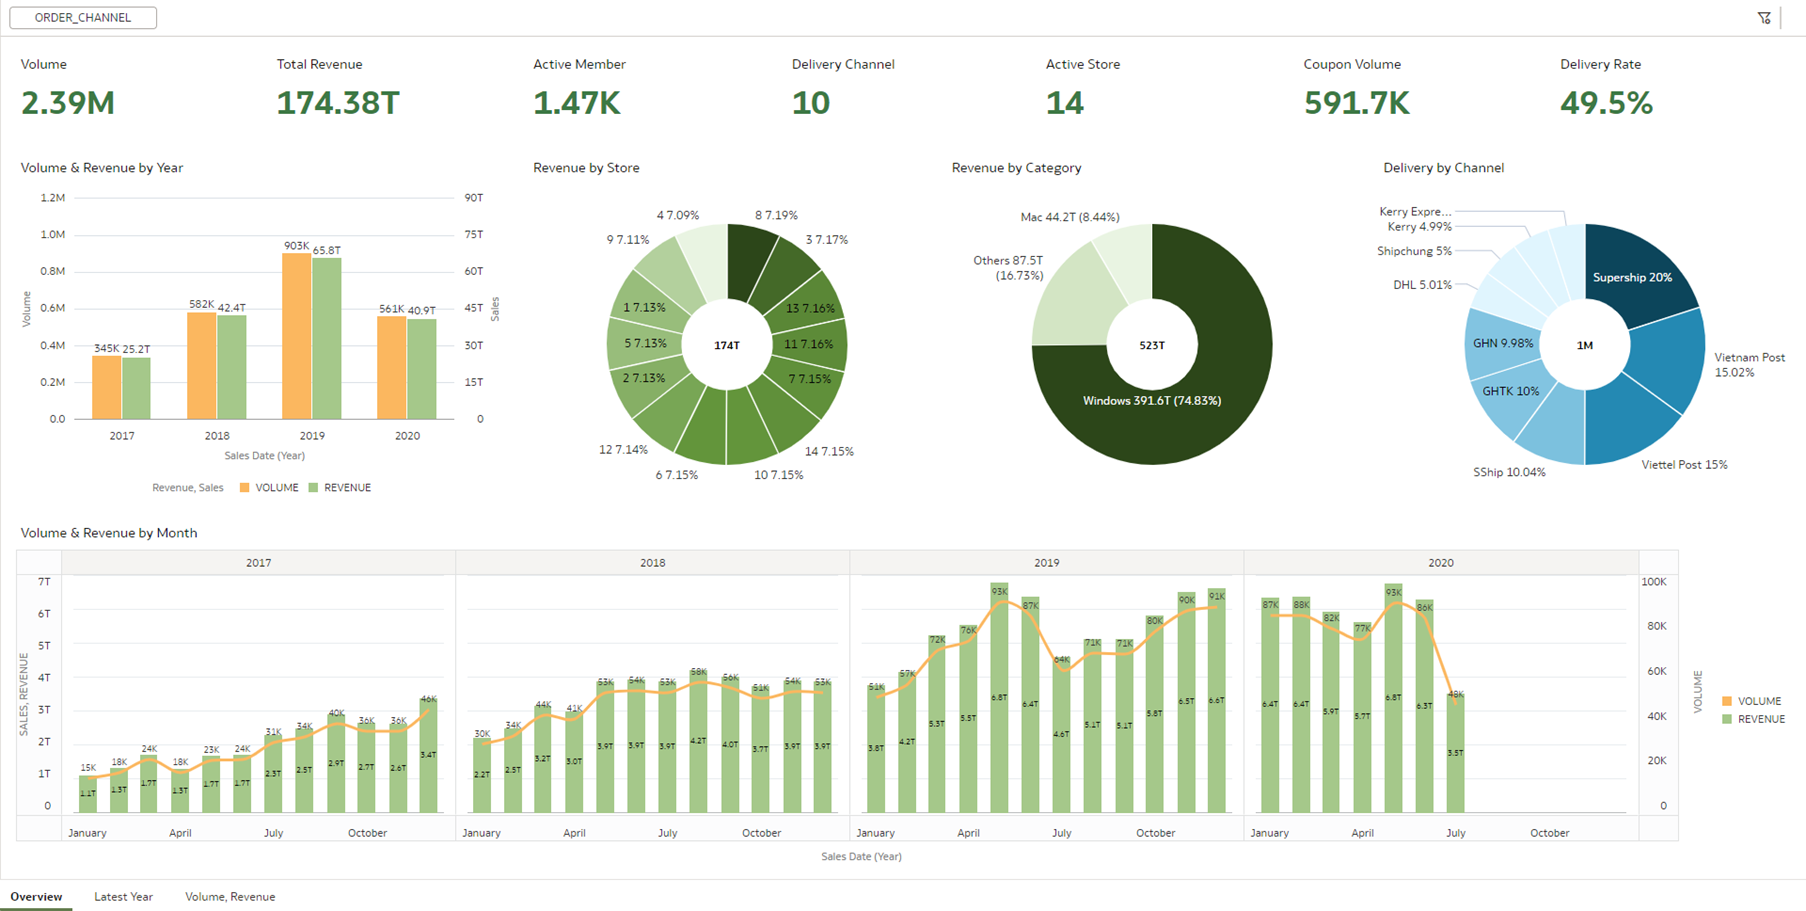 ORDER_CHANNEL
Volume
2.39M
Total Revenue
174.38T
Active Member
1.47K
Delivery Channel
10
Active Store
14
Coupon Volume
591.7K
Delivery Rate
49.5%
Volume & Revenue by Year
1.2M
1.0M
0.8M
0.6M
0.4M
0.2M
0.0
Volume
90T
75T
60T
45T
30T
15T
0
Sales
345K 25.2T
582K 42.4T
903K 65.8T
561K 40.9T
2017 2018 2019 2020
Sales Date (Year)
Revenue, Sales VOLUME REVENUE
Revenue by Store
4 7.09%
8 7.19%
9 7.11%
3 7.17%
1 7.13%
13 7.16%
5 7.13%
174T
11 7.16%
2 7.13%
7 7.15%
12 7.14%
14 7.15%
6 7.15%
10 7.15%
Revenue by Category
Mac 44.2T (8.44%)
Others 87.5T
(16.73%)
523T
Windows 391.6T (74.83%)
Delivery by Channel
Kerry Expre...
Kerry 4.99%
Shipchung 5%
DHL 5.01%
Supership 20%
GHN 9.98%
1M
Vietnam Post
15.02%
GHTK 10%
SShip 10.04%
Viettel Post 15%
Volume & Revenue by Month
2017 2018 2019 2020
7T
6T
5T
4T
3T
2T
1T
0
SALES, REVENUE
15K 18K 24K 18K 23K 24K 31K 34K 40K 36K 36K 46K
1.1T 1.3T 1.7T 1.3T 1.7T 1.7T 2.3T 2.5T 2.9T 2.7T 2.6T 3.4T
30K 34K 44K 41K 53K 54K 53K 58K 56K 51K 54K 53K
2.2T 2.5T 3.2T 3.0T 3.9T 3.9T 3.9T 4.2T 4.0T 3.7T 3.9T 3.9T
51K 57K 72K 76K 93K 87K 64K 71K 71K 80K 90K 91K
3.8T 4.2T 5.3T 5.5T 6.8T 6.4T 4.6T 5.1T 5.1T 5.8T 6.5T 6.6T
87K 88K 82K 77K 93K 86K 48K
6.4T 6.4T 5.9T 5.7T 6.8T 6.3T 3.5T
100K
80K
60K
40K
20K
0
VOLUME
VOLUME
REVENUE
January April July October January April July October January April July October January April July October
Sales Date (Year)
Overview Latest Year Volume, Revenue